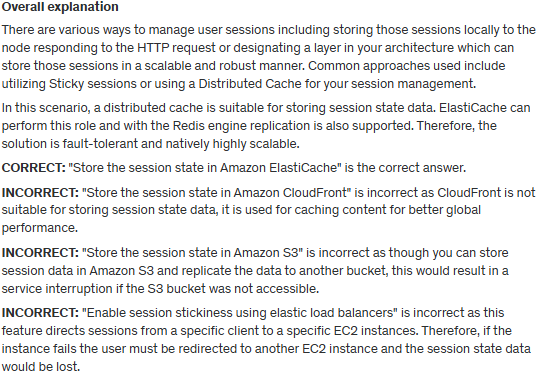 Overall explanation
There are various ways to manage user sessions including storing those sessions locally to the
node responding to the HTTP request or designating a layer in your architecture which can
store those sessions in a scalable and robust manner. Common approaches used include
utilizing Sticky sessions or using a Distributed Cache for your session management.
In this scenario, a distributed cache is suitable for storing session state data. ElastiCache can
perform this role and with the Redis engine replication is also supported. Therefore, the
solution is fault-tolerant and natively highly scalable.
CORRECT: "Store the session state in Amazon ElastiCache" is the correct answer.
INCORRECT: "Store the session state in Amazon CloudFront" is incorrect as CloudFront is not
suitable for storing session state data, it is used for caching content for better global
performance.
INCORRECT: "Store the session state in Amazon S3" is incorrect as though you can store
session data in Amazon S3 and replicate the data to another bucket, this would result in a
service interruption if the S3 bucket was not accessible.
INCORRECT: "Enable session stickiness using elastic load balancers" is incorrect as this
feature directs sessions from a specific client to a specific EC2 instances. Therefore, if the
instance fails the user must be redirected to another EC2 instance and the session state data
would be lost.